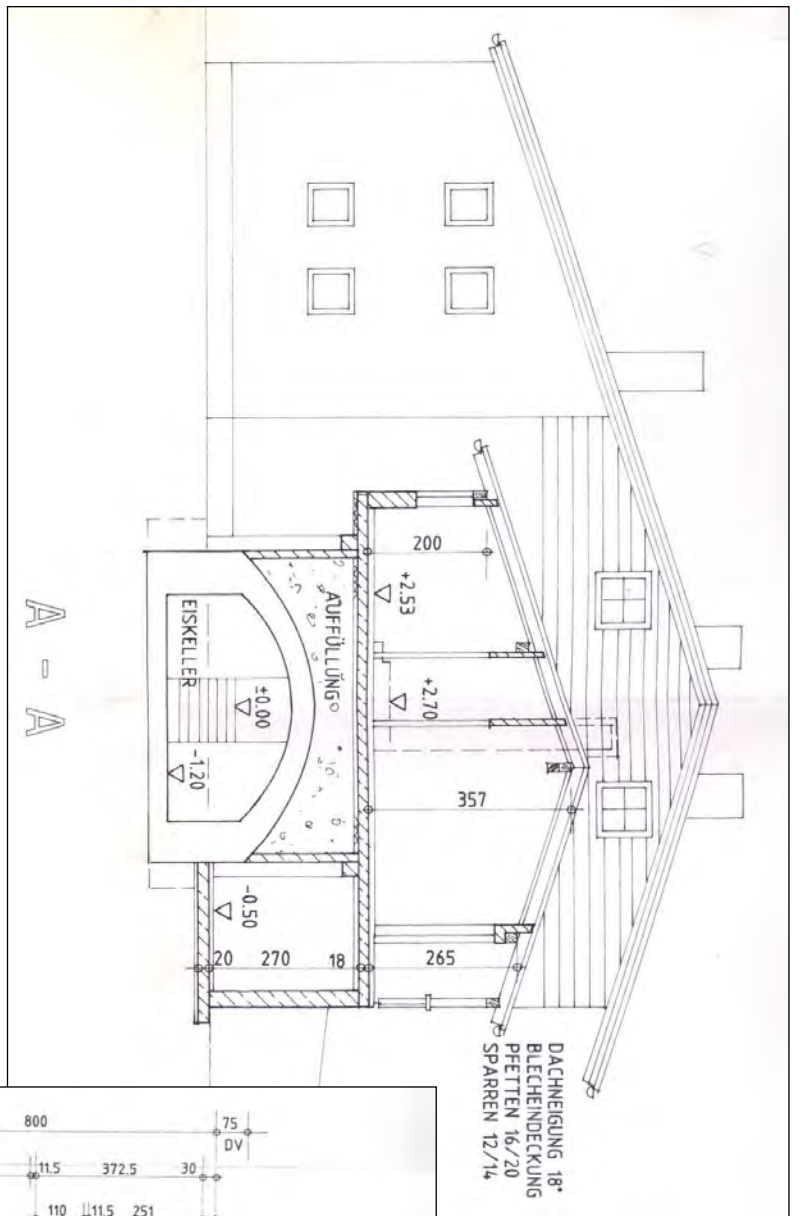 200
+2.53
+2.70
357
265
AUFFÜLLUNG
EISKELLER
±0.00
-1.20
-0.50
20 270 18
A - A
DACHNEIGUNG 18°
BLECHEINDECKUNG
PFETTEN 16/20
SPARREN 12/14
800 75
DV
11.5 372.5 30
110 11.5 251